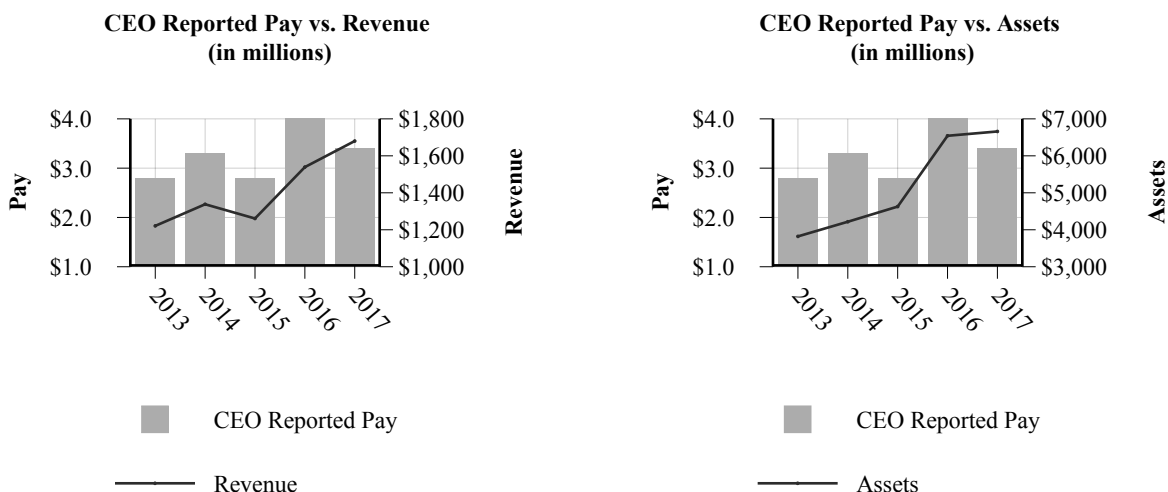 CEO Reported Pay vs. Revenue
(in millions)
Pay
$4.0
$3.0
$2.0
$1.0
$1,800
$1,600
$1,400
$1,200
$1,000
Revenue
2013
2014
2015
2016
2017
CEO Reported Pay
Revenue
CEO Reported Pay vs. Assets
(in millions)
Pay
$4.0
$3.0
$2.0
$1.0
$7,000
$6,000
$5,000
$4,000
$3,000
Assets
2013
2014
2015
2016
2017
CEO Reported Pay
Assets